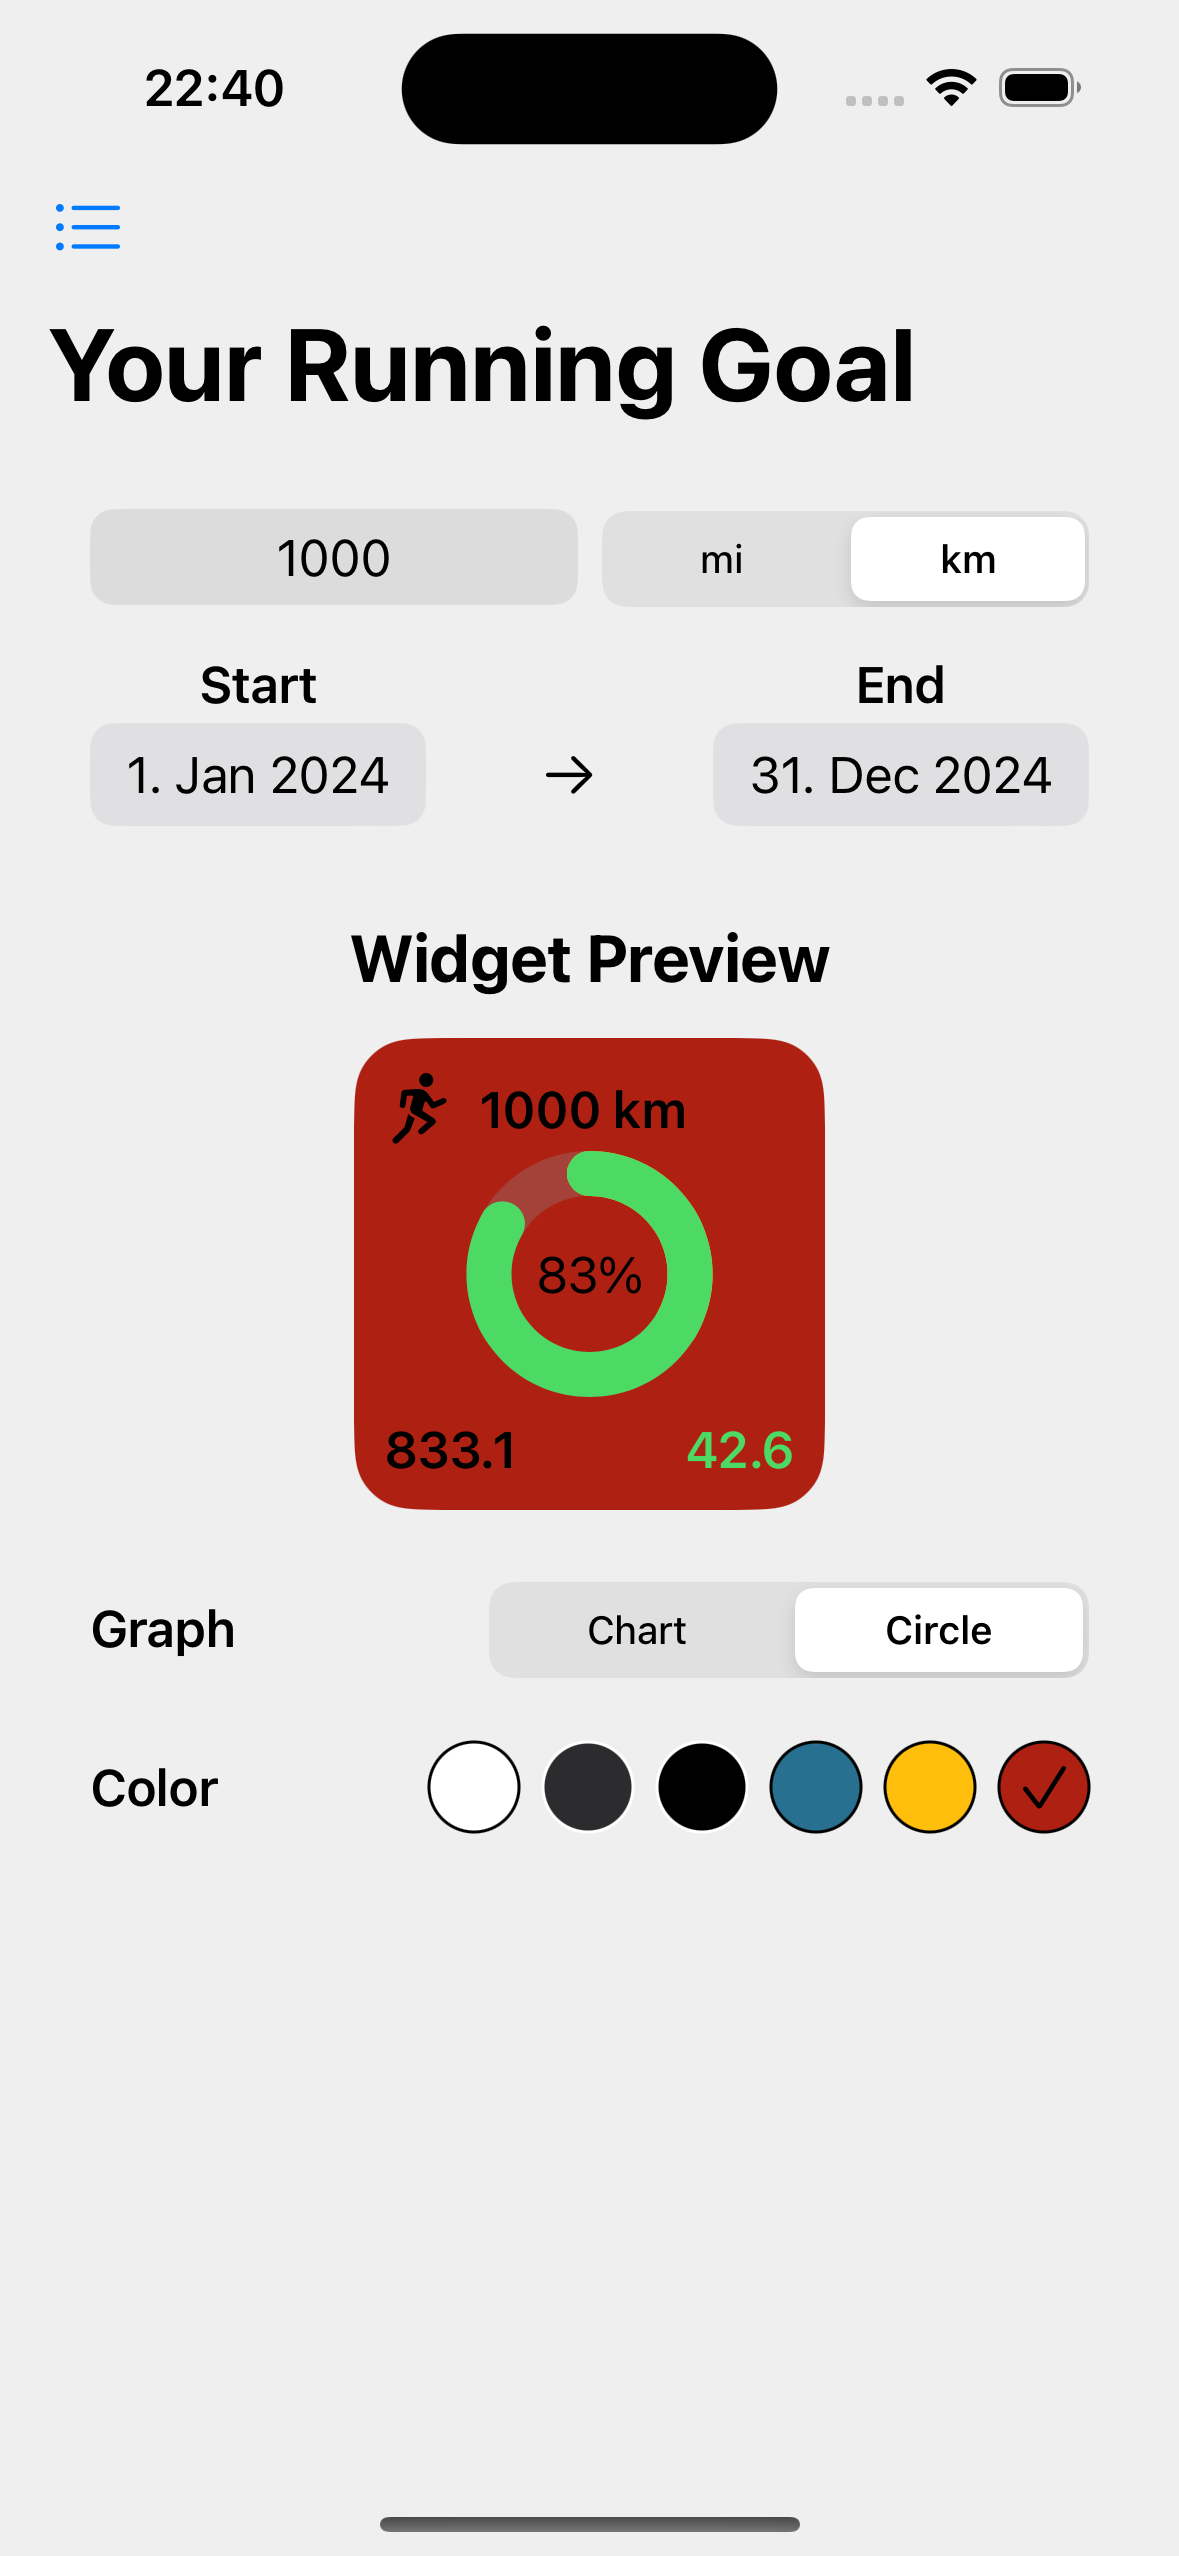 22:40
Your Running Goal
1000 mi km
Start End
1. Jan 2024 → 31. Dec 2024
Widget Preview
1000 km
83%
833.1 42.6
Graph Chart Circle
Color